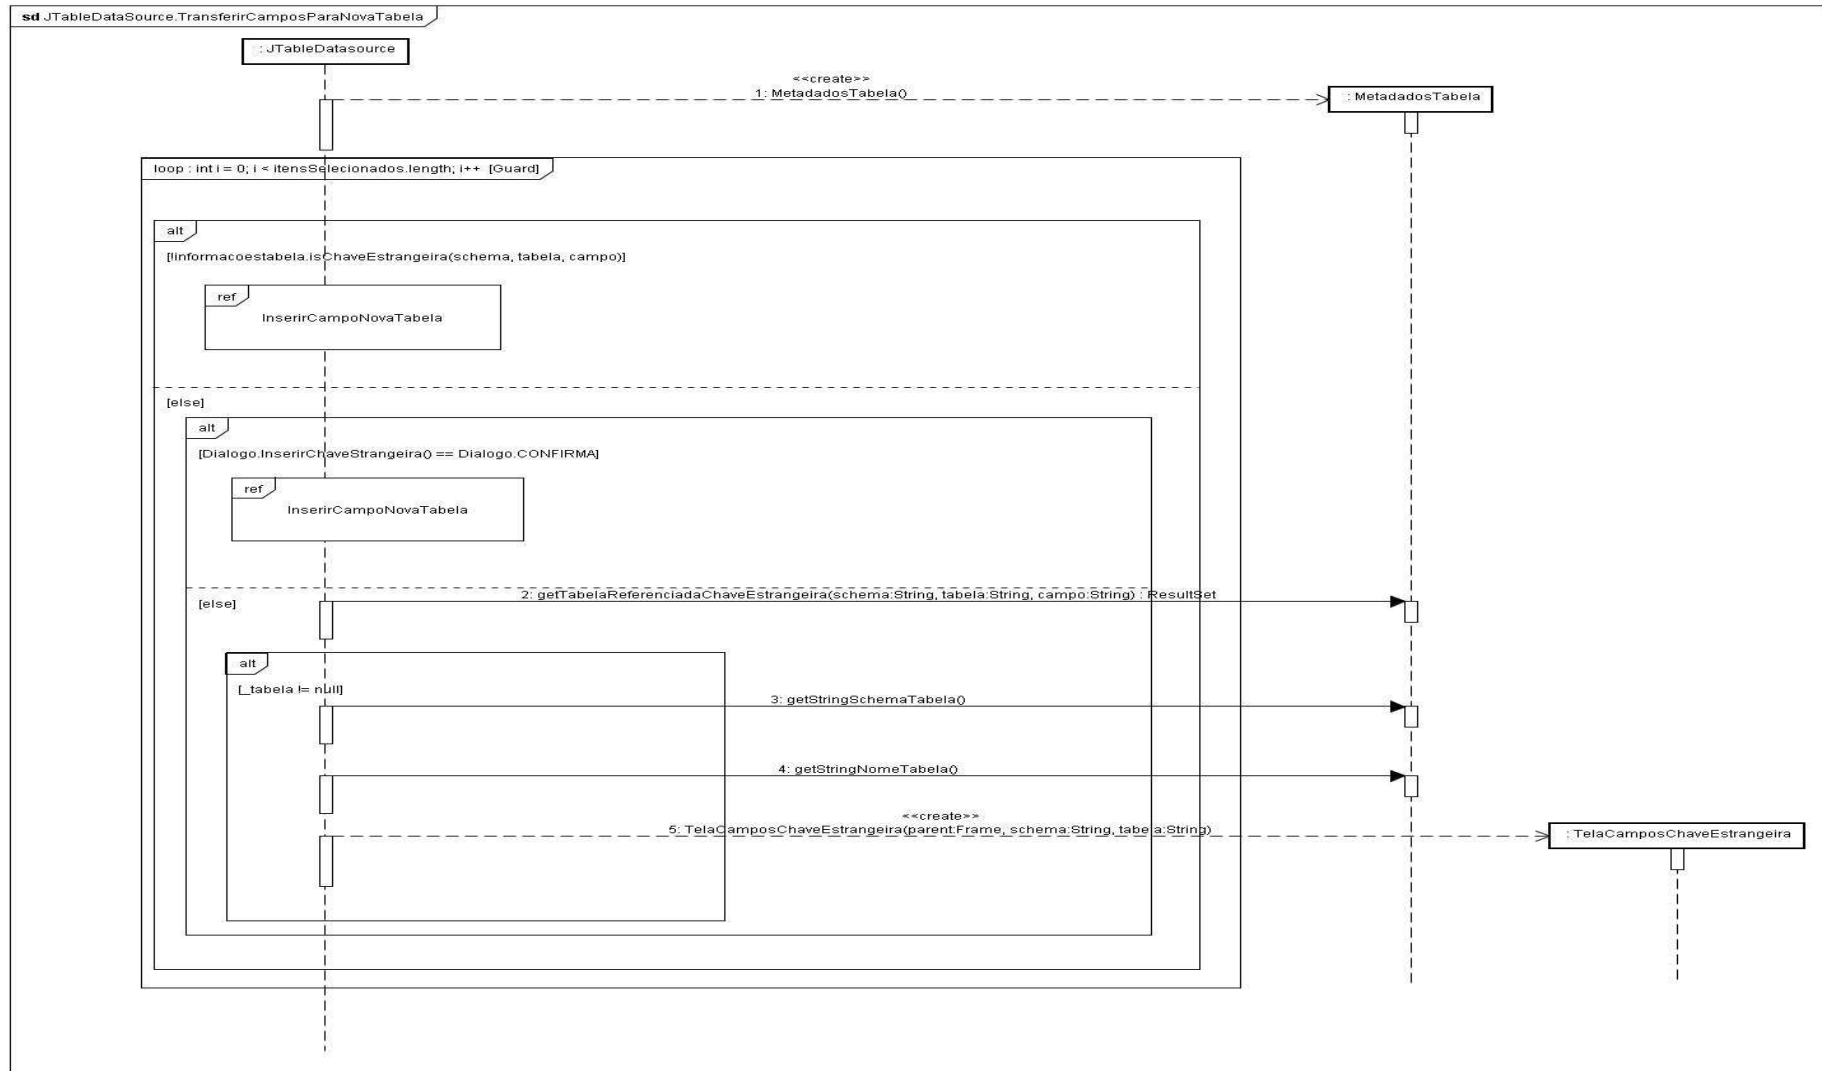 sd JTableDataSource.TransferirCamposParaNovaTabela
: JTableDatasource
<<create>>
1: MetadadosTabela()
: MetadadosTabela
loop : int i = 0; i < itensSelecionados.length; i++ [Guard]
alt
[!informacoestabela.isChaveEstrangeira(schema, tabela, campo)]
ref
InserirCampoNovaTabela
[else]
alt
[Dialogo.InserirChaveStrangeira() == Dialogo.CONFIRMA]
ref
InserirCampoNovaTabela
2: getTabelaReferenciadaChaveEstrangeira(schema:String, tabela:String, campo:String) : ResultSet
[else]
alt
[_tabela != null]
3: getStringSchemaTabela()
4: getStringNomeTabela()
<<create>>
5: TelaCamposChaveEstrangeira(parent:Frame, schema:String, tabela:String)
: TelaCamposChaveEstrangeira